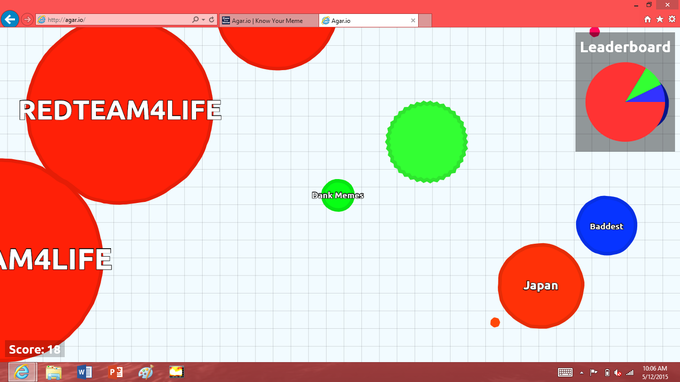 http://agar.io/
Agar.io | Know Your Meme
Agar.io
Leaderboard
REDTEAM4LIFE
Dank Memes
Baddest
AM4LIFE
Japan
Score: 18
10:06 AM
5/12/2015